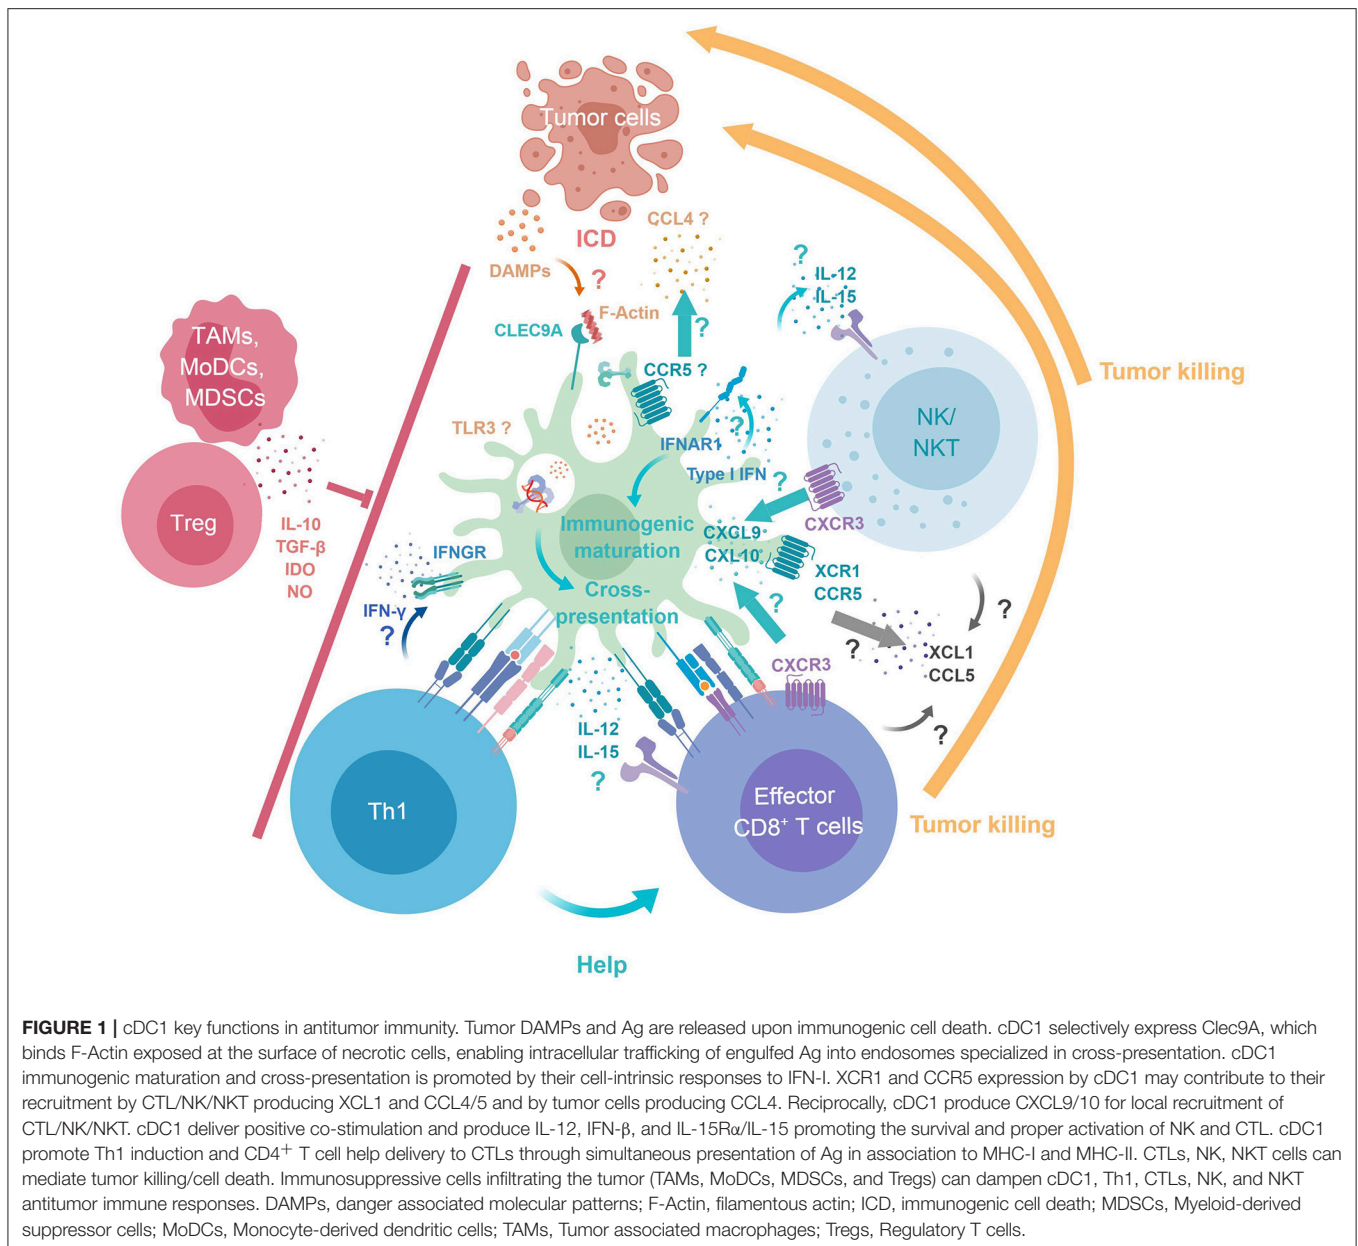 Tumor cells
CCL4 ?
ICD
DAMPs
?
F-Actin
CLEC9A
?
?
IL-12
IL-15
TAMs,
MoDCs,
MDSCs
CCR5 ?
Tumor killing
NK/
NKT
TLR3 ?
?
IFNAR1
Type I IFN
?
CXCR3
Treg
IL-10
TGF-β
IDO
NO
Immunogenic
maturation
CXCL9
CXL10
IFNGR
XCR1
CCR5
Cross-
presentation
IFN-γ
?
?
?
?
XCL1
CCL5
CXCR3
?
IL-12
IL-15
?
Th1
Effector
CD8⁺ T cells
Tumor killing
Help
FIGURE 1 | cDC1 key functions in antitumor immunity. Tumor DAMPs and Ag are released upon immunogenic cell death. cDC1 selectively express Clec9A, which
binds F-Actin exposed at the surface of necrotic cells, enabling intracellular trafficking of engulfed Ag into endosomes specialized in cross-presentation. cDC1
immunogenic maturation and cross-presentation is promoted by their cell-intrinsic responses to IFN-I. XCR1 and CCR5 expression by cDC1 may contribute to their
recruitment by CTL/NK/NKT producing XCL1 and CCL4/5 and by tumor cells producing CCL4. Reciprocally, cDC1 produce CXCL9/10 for local recruitment of
CTL/NK/NKT. cDC1 deliver positive co-stimulation and produce IL-12, IFN-β, and IL-15Rα/IL-15 promoting the survival and proper activation of NK and CTL. cDC1
promote Th1 induction and CD4⁺ T cell help delivery to CTLs through simultaneous presentation of Ag in association to MHC-I and MHC-II. CTLs, NK, NKT cells can
mediate tumor killing/cell death. Immunosuppressive cells infiltrating the tumor (TAMs, MoDCs, MDSCs, and Tregs) can dampen cDC1, Th1, CTLs, NK, and NKT
antitumor immune responses. DAMPs, danger associated molecular patterns; F-Actin, filamentous actin; ICD, immunogenic cell death; MDSCs, Myeloid-derived
suppressor cells; MoDCs, Monocyte-derived dendritic cells; TAMs, Tumor associated macrophages; Tregs, Regulatory T cells.